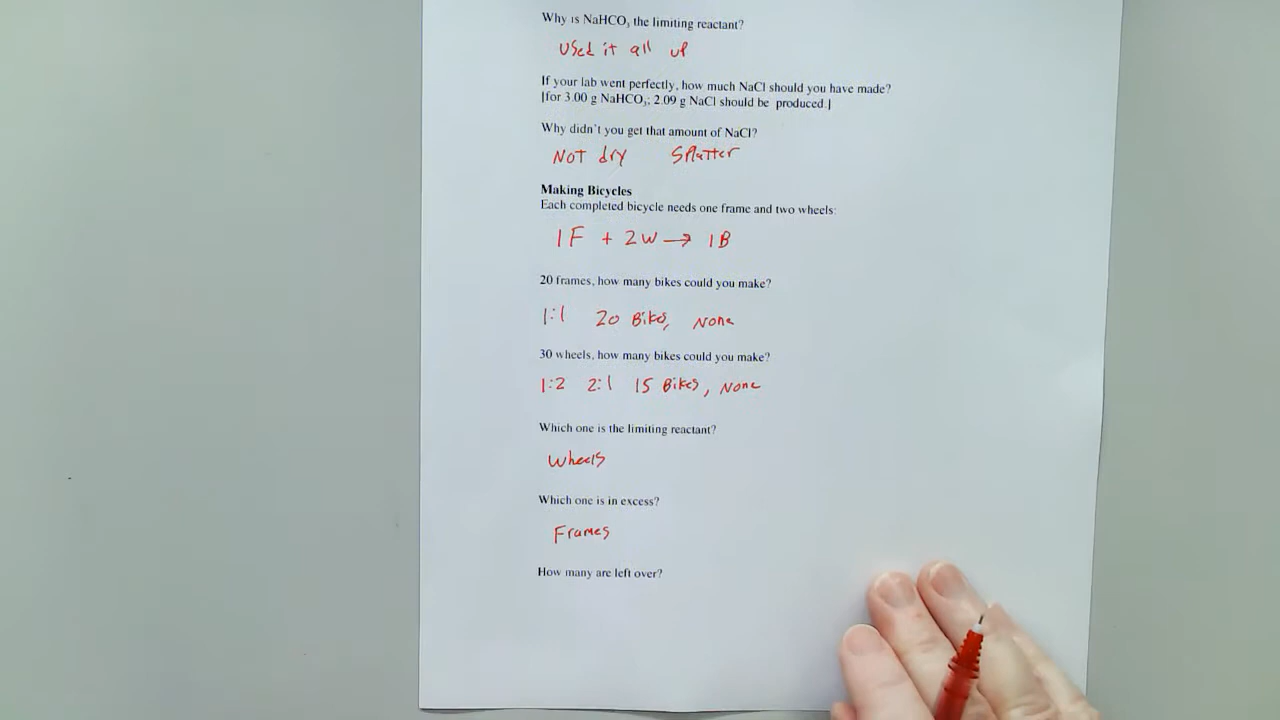 Why is NaHCO₃ the limiting reactant?
Used it all up
If your lab went perfectly, how much NaCl should you have made?
[for 3.00 g NaHCO₃; 2.09 g NaCl should be produced.]
Why didn't you get that amount of NaCl?
Not dry Splatter
Making Bicycles
Each completed bicycle needs one frame and two wheels:
1F + 2W → 1B
20 frames, how many bikes could you make?
1:1 20 Bikes, None
30 wheels, how many bikes could you make?
1:2 2:1 15 Bikes, None
Which one is the limiting reactant?
Wheels
Which one is in excess?
Frames
How many are left over?